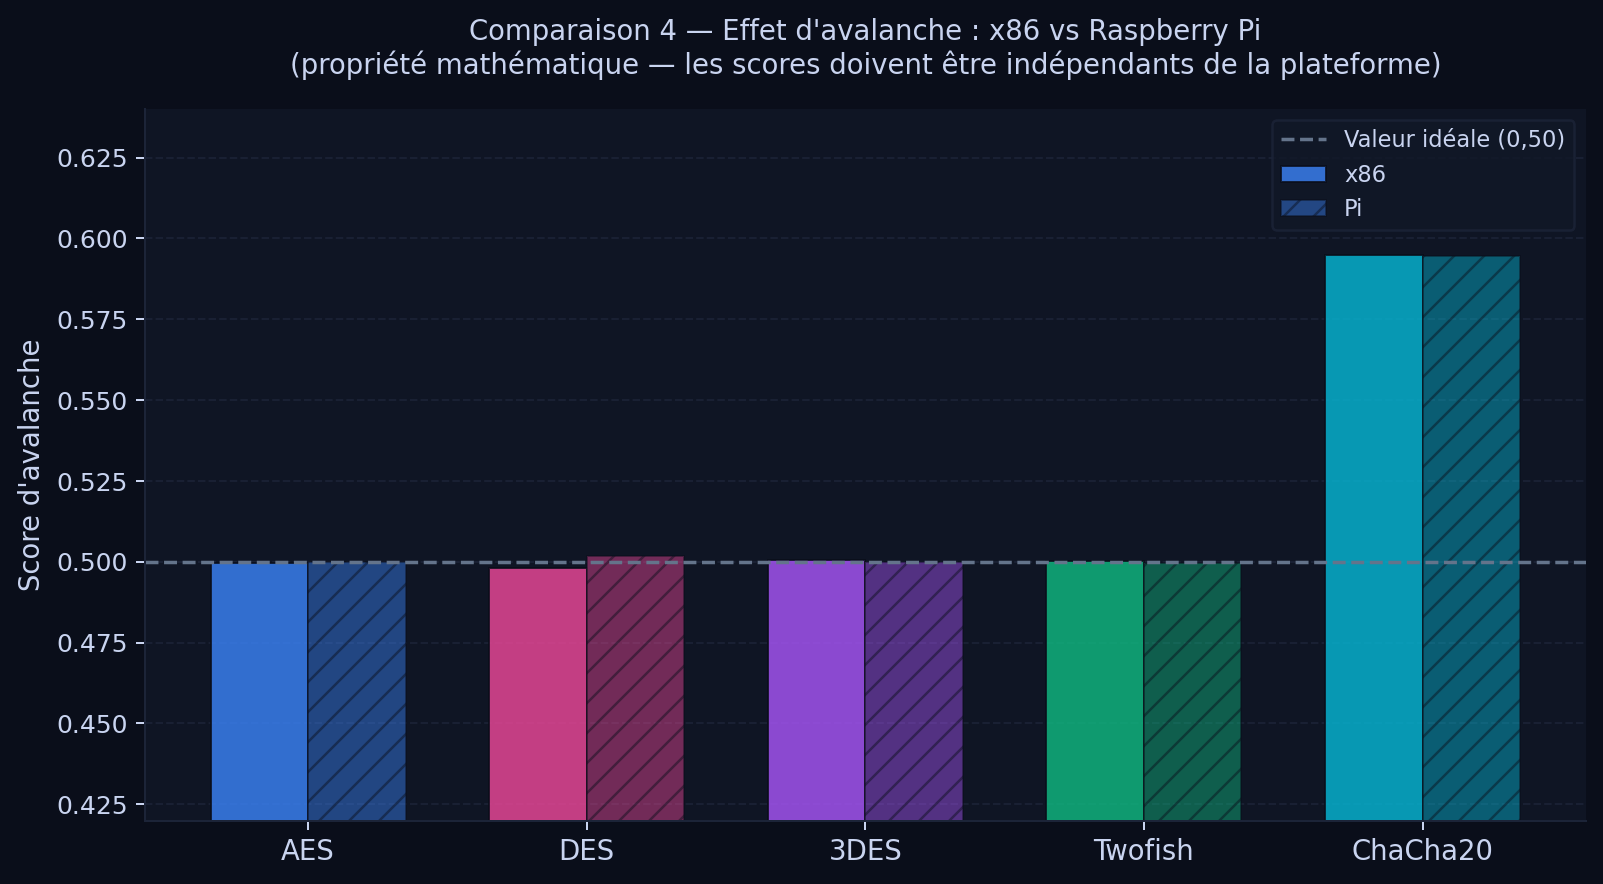 Comparaison 4 — Effet d'avalanche : x86 vs Raspberry Pi
(propriété mathématique — les scores doivent être indépendants de la plateforme)
Valeur idéale (0,50)
x86
Pi
Score d'avalanche
0.625
0.600
0.575
0.550
0.525
0.500
0.475
0.450
0.425
AES
DES
3DES
Twofish
ChaCha20